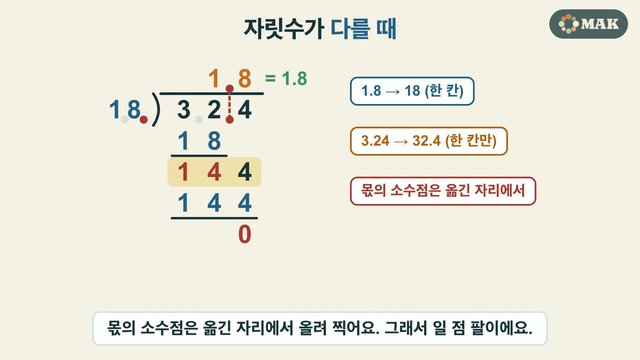 자릿수가 다를 때
MAK
1.8 = 1.8
1.8.) 3.2.4
1 8
1 4 4
1 4 4
0
1.8 → 18 (한 칸)
3.24 → 32.4 (한 칸만)
몫의 소수점은 옮긴 자리에서
몫의 소수점은 옮긴 자리에서 올려 찍어요. 그래서 일 점 팔이에요.